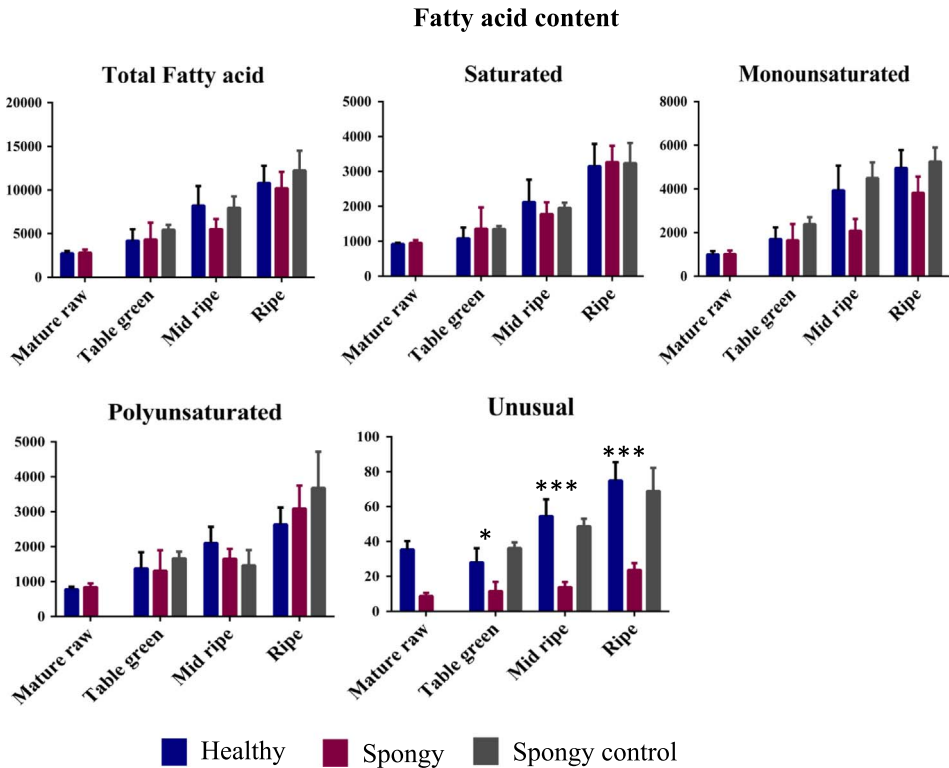 Fatty acid content
Total Fatty acid
20000
15000
10000
5000
0
Mature raw
Table green
Mid ripe
Ripe
Saturated
5000
4000
3000
2000
1000
0
Mature raw
Table green
Mid ripe
Ripe
Monounsaturated
8000
6000
4000
2000
0
Mature raw
Table green
Mid ripe
Ripe
Polyunsaturated
5000
4000
3000
2000
1000
0
Mature raw
Table green
Mid ripe
Ripe
Unusual
100
80
60
40
20
0
*
***
***
Mature raw
Table green
Mid ripe
Ripe
Healthy
Spongy
Spongy control